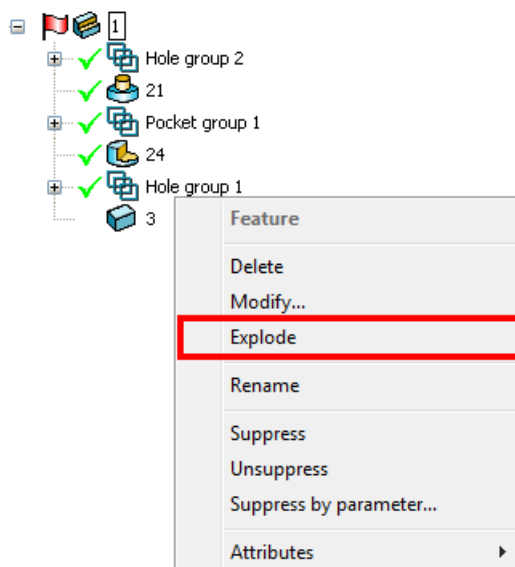 1
Hole group 2
21
Pocket group 1
24
Hole group 1
3
Feature
Delete
Modify...
Explode
Rename
Suppress
Unsuppress
Suppress by parameter...
Attributes